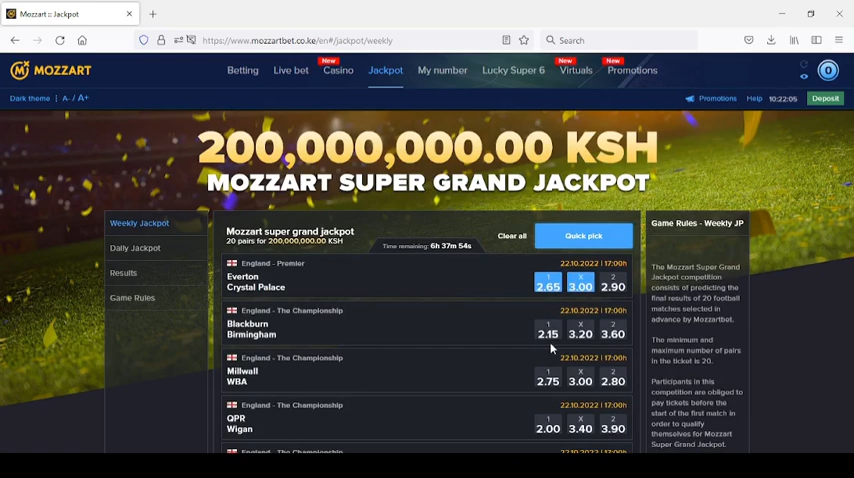 Mozzart :: Jackpot
https://www.mozzartbet.co.ke/en#/jackpot/weekly
Search
MOZZART
Betting
Live bet
New
Casino
Jackpot
My number
Lucky Super 6
New
Virtuals
New
Promotions
0
Dark theme | A- / A+
Promotions
Help
10:22:05
Deposit
200,000,000.00 KSH
MOZZART SUPER GRAND JACKPOT
Weekly Jackpot
Daily Jackpot
Results
Game Rules
Mozzart super grand jackpot
20 pairs for 200,000,000.00 KSH
Clear all
Quick pick
Time remaining: 6h 37m 54s
England - Premier
22.10.2022 | 17:00h
Everton
Crystal Palace
1 X 2
2.65 3.00 2.90
England - The Championship
22.10.2022 | 17:00h
Blackburn
Birmingham
1 X 2
2.15 3.20 3.60
England - The Championship
22.10.2022 | 17:00h
Millwall
WBA
1 X 2
2.75 3.00 2.80
England - The Championship
22.10.2022 | 17:00h
QPR
Wigan
1 X 2
2.00 3.40 3.90
Game Rules - Weekly JP
The Mozzart Super Grand
Jackpot competition
consists of predicting the
final results of 20 football
matches selected in
advance by Mozzartbet.
The minimum and
maximum number of pairs
in the ticket is 20.
Participants in this
competition are obliged to
pay tickets before the
start of the first match in
order to qualify
themselves for Mozzart
Super Grand Jackpot.